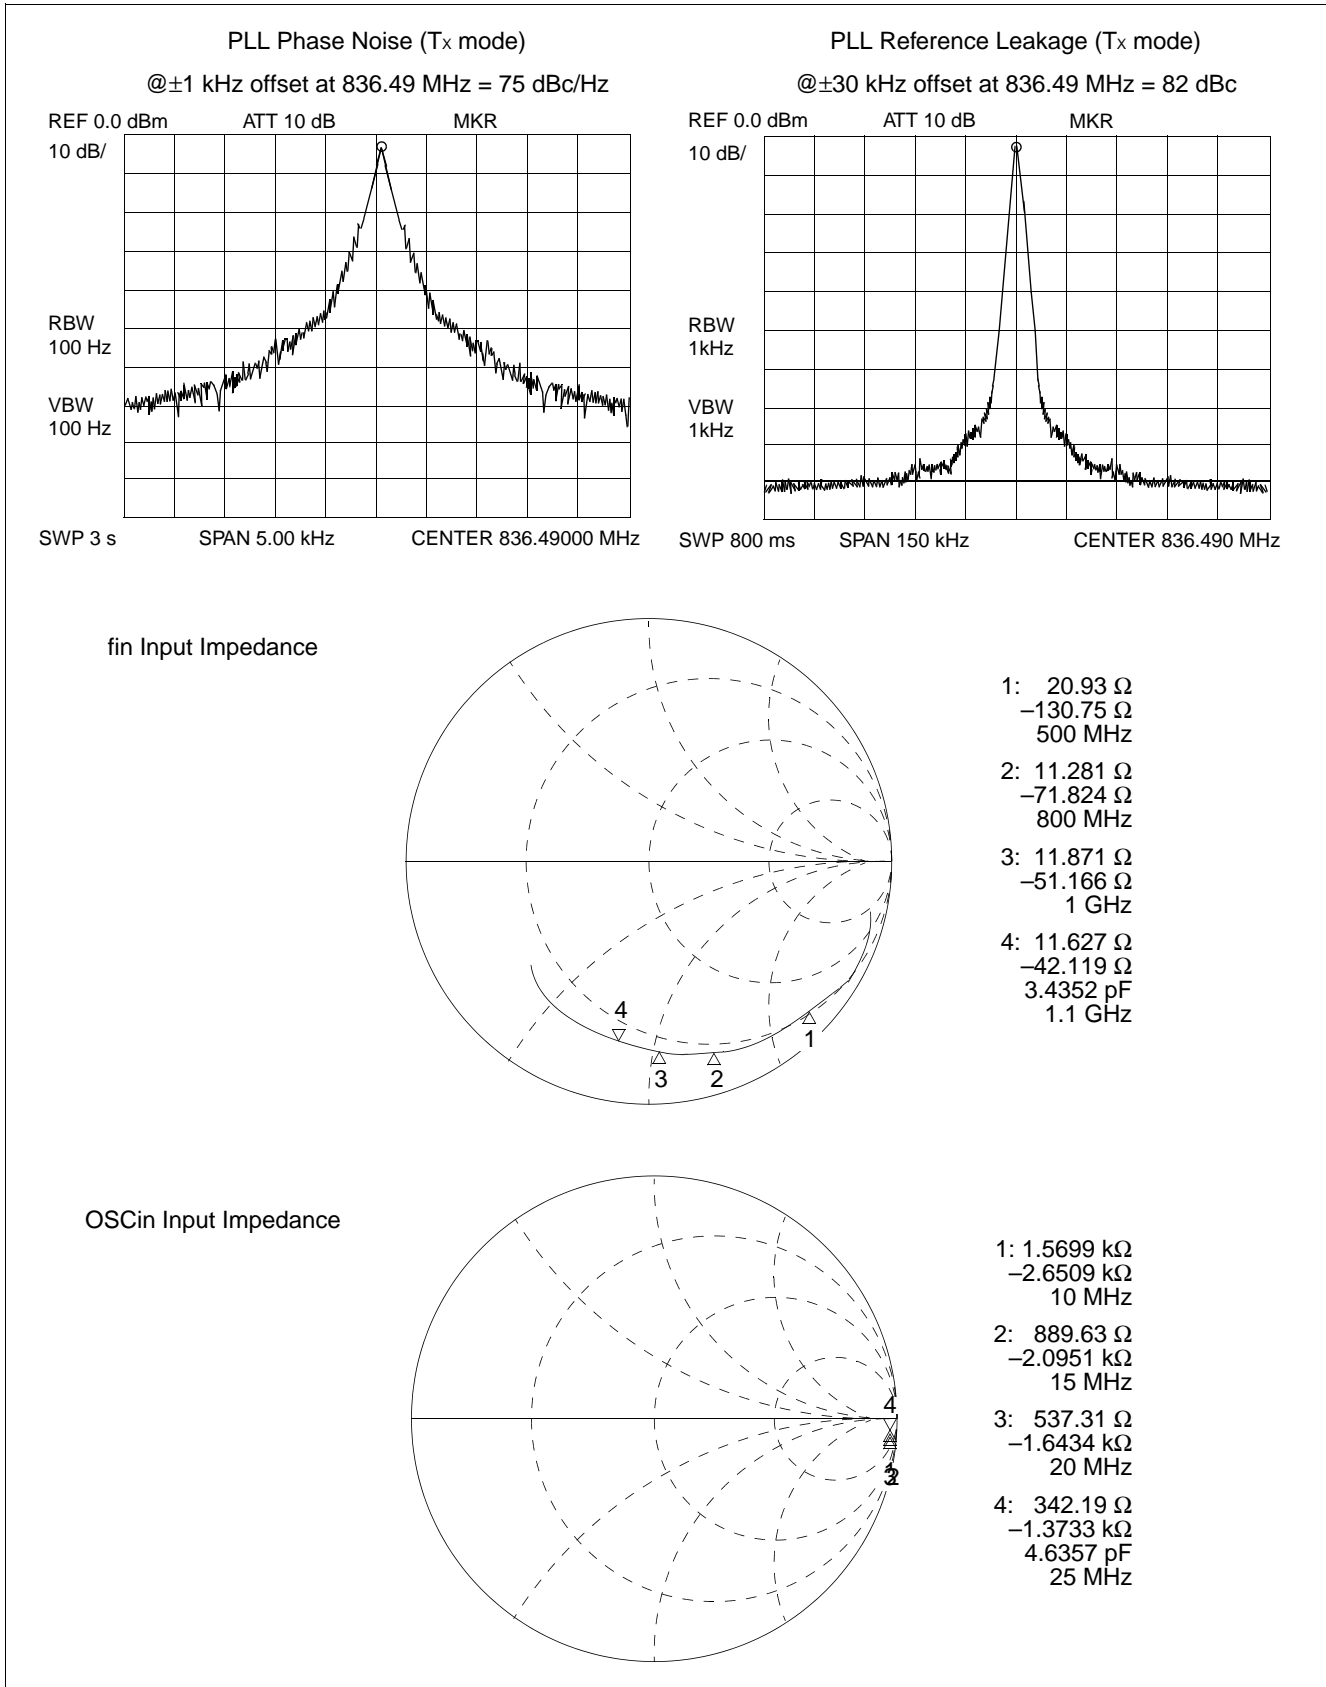 PLL Phase Noise (Tx mode)
@±1 kHz offset at 836.49 MHz = 75 dBc/Hz
REF 0.0 dBm ATT 10 dB MKR
10 dB/
RBW
100 Hz
VBW
100 Hz
SWP 3 s SPAN 5.00 kHz CENTER 836.49000 MHz
PLL Reference Leakage (Tx mode)
@±30 kHz offset at 836.49 MHz = 82 dBc
REF 0.0 dBm ATT 10 dB MKR
10 dB/
RBW
1kHz
VBW
1kHz
SWP 800 ms SPAN 150 kHz CENTER 836.490 MHz
fin Input Impedance
4
3
2
1
1: 20.93 Ω
–130.75 Ω
500 MHz
2: 11.281 Ω
–71.824 Ω
800 MHz
3: 11.871 Ω
–51.166 Ω
1 GHz
4: 11.627 Ω
–42.119 Ω
3.4352 pF
1.1 GHz
OSCin Input Impedance
4
3
2
1: 1.5699 kΩ
–2.6509 kΩ
10 MHz
2: 889.63 Ω
–2.0951 kΩ
15 MHz
3: 537.31 Ω
–1.6434 kΩ
20 MHz
4: 342.19 Ω
–1.3733 kΩ
4.6357 pF
25 MHz